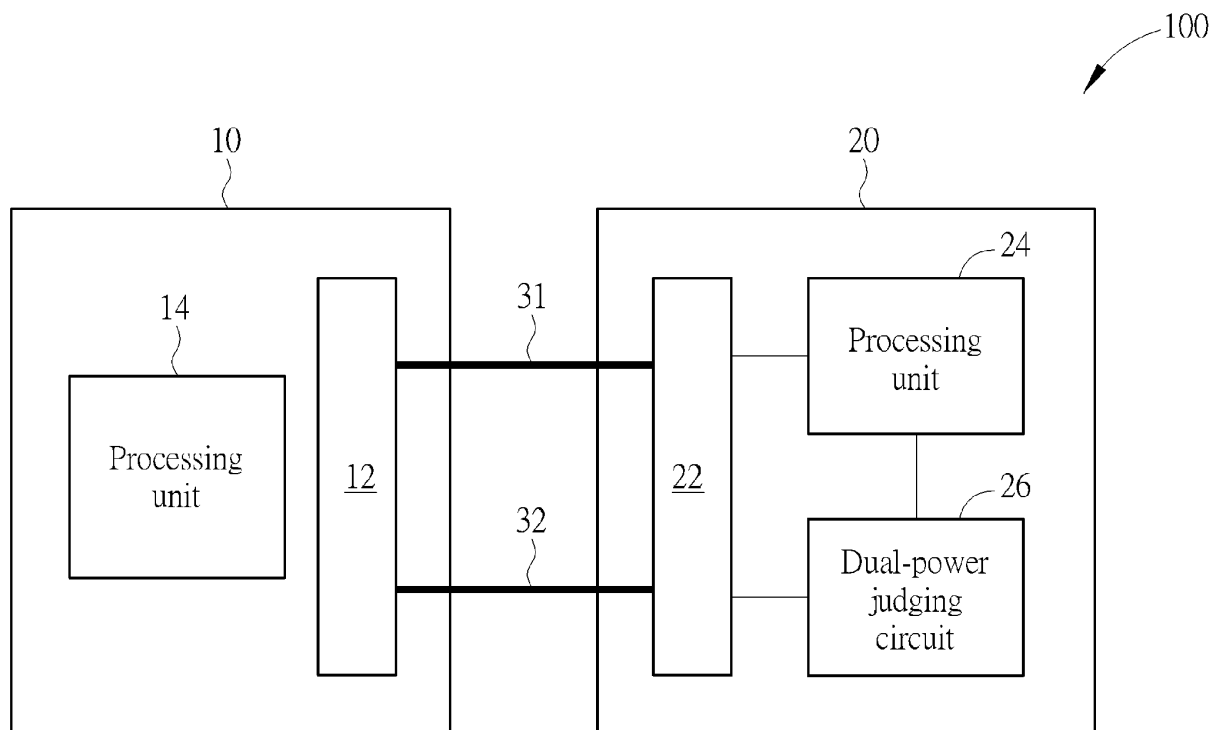 100
10
20
24
14
31
Processing
unit
Processing
unit
12
22
26
32
Dual-power
judging
circuit